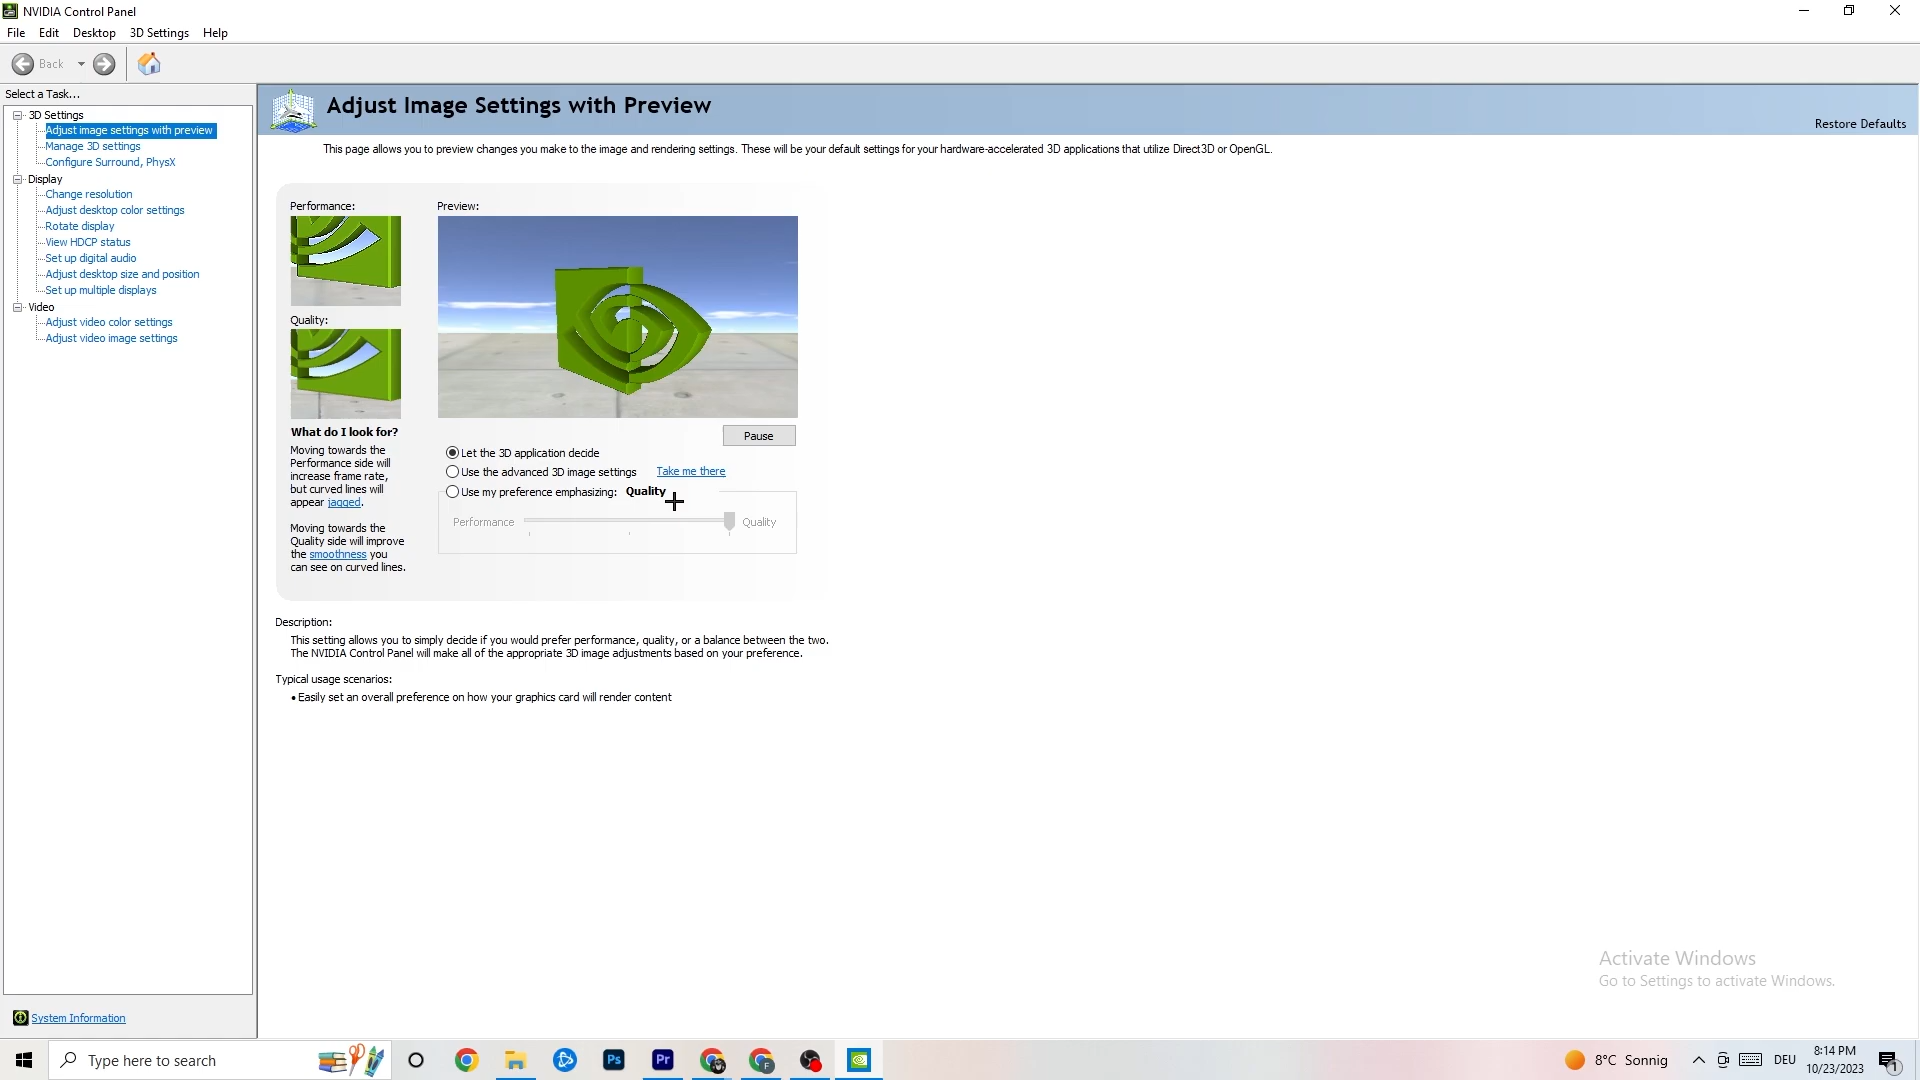 NVIDIA Control Panel
File Edit Desktop 3D Settings Help
Back
Select a Task...
3D Settings
Adjust image settings with preview
Manage 3D settings
Configure Surround, PhysX
Display
Change resolution
Adjust desktop color settings
Rotate display
View HDCP status
Set up digital audio
Adjust desktop size and position
Set up multiple displays
Video
Adjust video color settings
Adjust video image settings
System Information
Adjust Image Settings with Preview
Restore Defaults
This page allows you to preview changes you make to the image and rendering settings. These will be your default settings for your hardware-accelerated 3D applications that utilize Direct3D or OpenGL.
Performance:
Quality:
What do I look for?
Moving towards the
Performance side will
increase frame rate,
but curved lines will
appear jagged.
Moving towards the
Quality side will improve
the smoothness you
can see on curved lines.
Preview:
Pause
Let the 3D application decide
Use the advanced 3D image settings Take me there
Use my preference emphasizing: Quality
Performance Quality
Description:
This setting allows you to simply decide if you would prefer performance, quality, or a balance between the two.
The NVIDIA Control Panel will make all of the appropriate 3D image adjustments based on your preference.
Typical usage scenarios:
• Easily set an overall preference on how your graphics card will render content
Activate Windows
Go to Settings to activate Windows.
Type here to search
Ps
Pr
F
8°C Sonnig
DEU
8:14 PM
10/23/2023
1